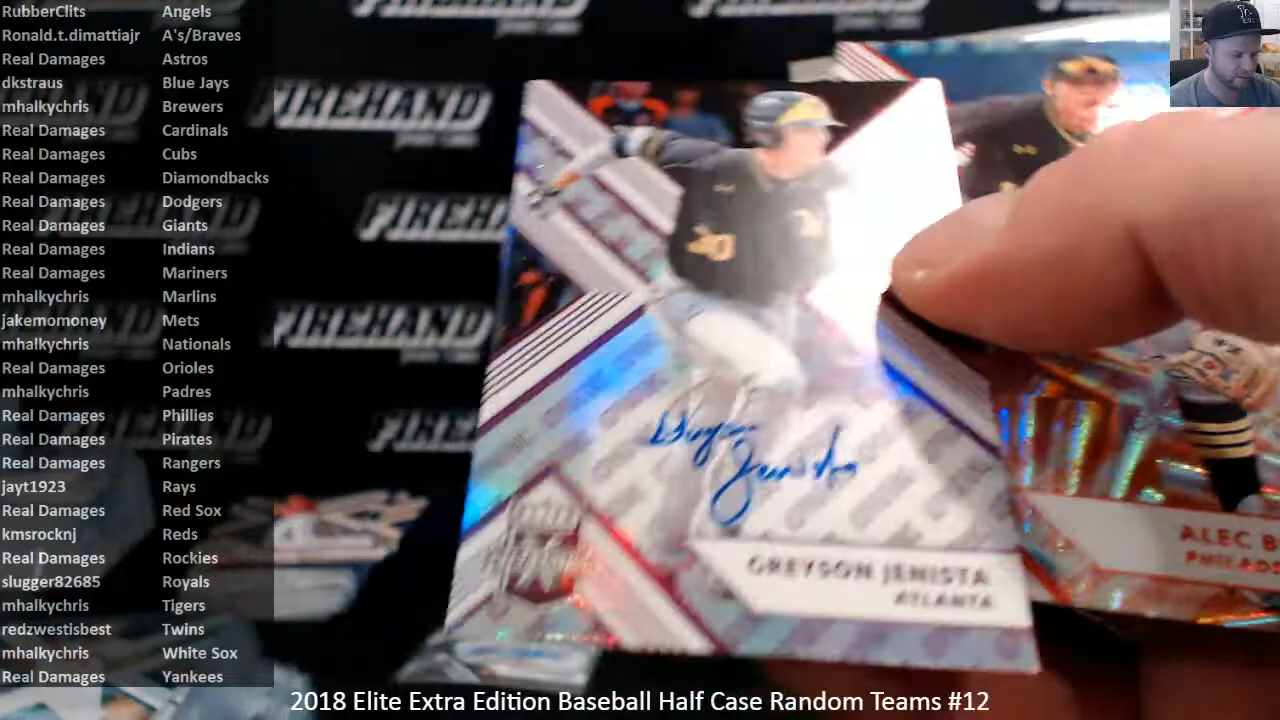 RubberClits Angels
Ronald.t.dimattiajr A's/Braves
Real Damages Astros
dkstraus Blue Jays
mhalkychris Brewers
Real Damages Cardinals
Real Damages Cubs
Real Damages Diamondbacks
Real Damages Dodgers
Real Damages Giants
Real Damages Indians
Real Damages Mariners
mhalkychris Marlins
jakemomoney Mets
mhalkychris Nationals
Real Damages Orioles
mhalkychris Padres
Real Damages Phillies
Real Damages Pirates
Real Damages Rangers
jayt1923 Rays
Real Damages Red Sox
kmsrocknj Reds
Real Damages Rockies
slugger82685 Royals
mhalkychris Tigers
redzwestisbest Twins
mhalkychris White Sox
Real Damages Yankees
FIREHAND
FIREHAND
Greyson Jenista
GREYSON JENISTA
ATLANTA
ALEC
2018 Elite Extra Edition Baseball Half Case Random Teams #12